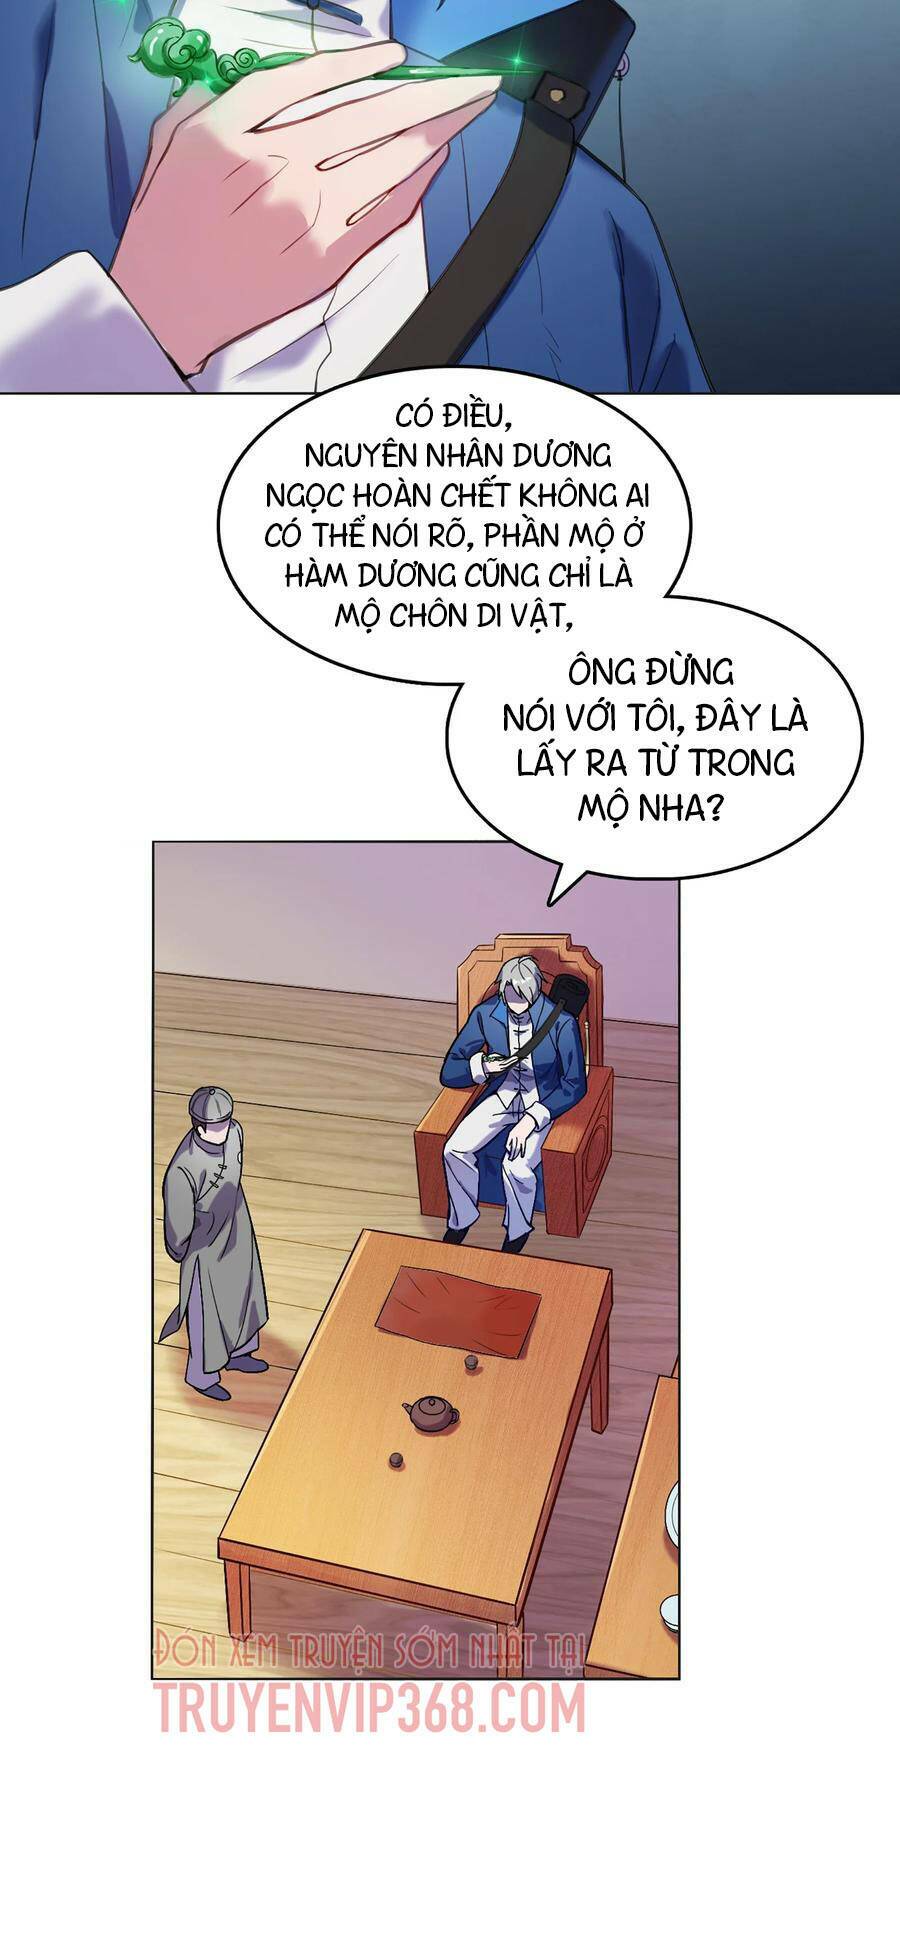 CÓ ĐIỀU,
NGUYÊN NHÂN DƯƠNG
NGỌC HOÀN CHẾT KHÔNG AI
CÓ THỂ NÓI RÕ, PHẦN MỘ Ở
HÀM DƯƠNG CŨNG CHỈ LÀ
MỘ CHÔN DI VẬT,
ÔNG ĐỪNG
NÓI VỚI TÔI, ĐÂY LÀ
LẤY RA TỪ TRONG
MỘ NHA?
ĐÓN XEM TRUYỆN SỚM NHẤT TẠI
TRUYENVIP368.COM